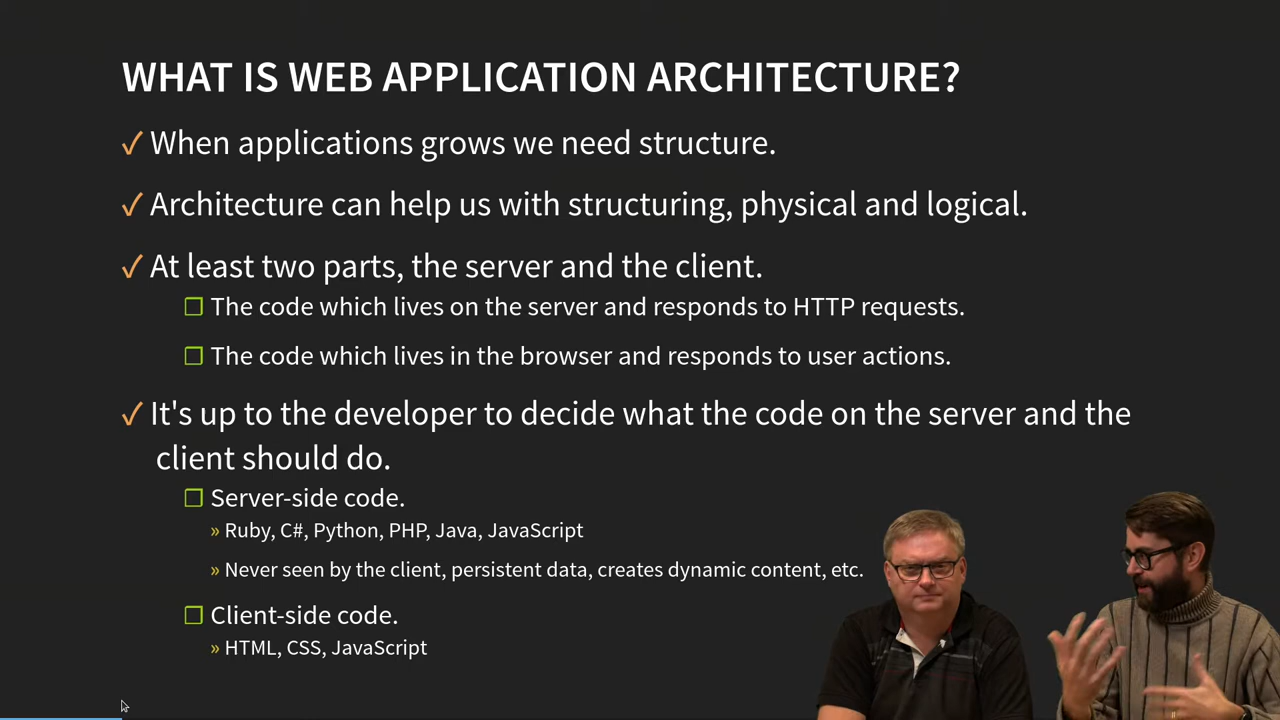 WHAT IS WEB APPLICATION ARCHITECTURE?
✓ When applications grows we need structure.
✓ Architecture can help us with structuring, physical and logical.
✓ At least two parts, the server and the client.
❒ The code which lives on the server and responds to HTTP requests.
❒ The code which lives in the browser and responds to user actions.
✓ It's up to the developer to decide what the code on the server and the
client should do.
❒ Server-side code.
» Ruby, C#, Python, PHP, Java, JavaScript
» Never seen by the client, persistent data, creates dynamic content, etc.
❒ Client-side code.
» HTML, CSS, JavaScript